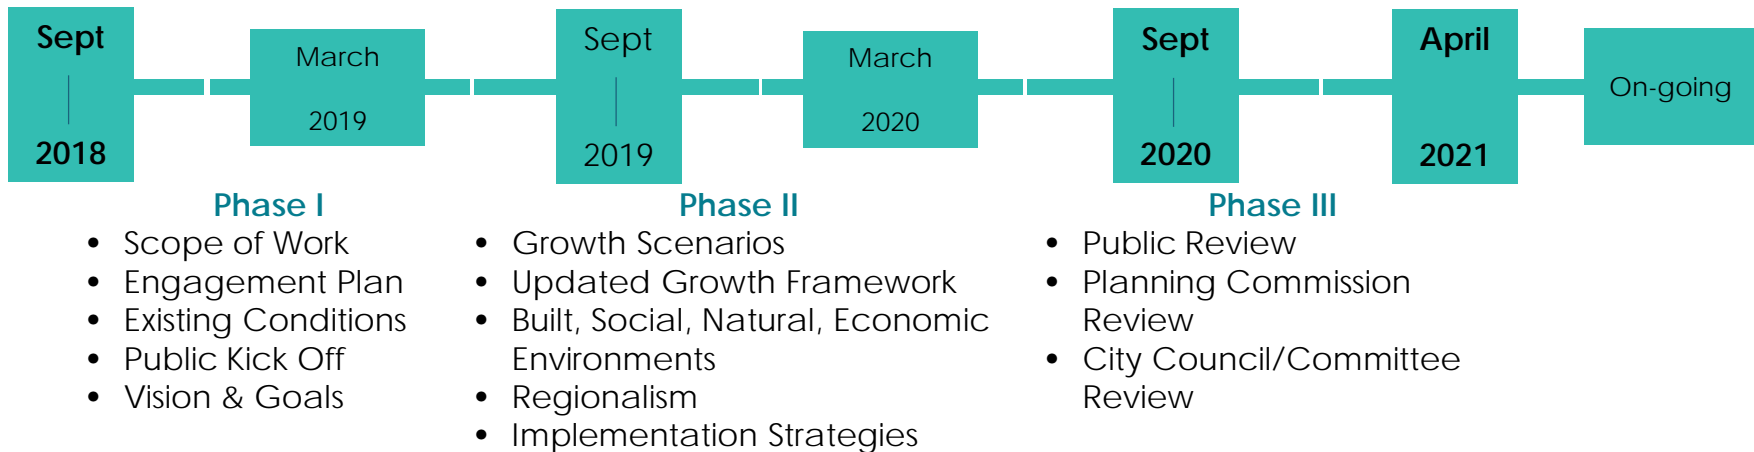 Sept
2018
March
2019
Sept
2019
March
2020
Sept
2020
April
2021
On-going
Phase I
• Scope of Work
• Engagement Plan
• Existing Conditions
• Public Kick Off
• Vision & Goals
Phase II
• Growth Scenarios
• Updated Growth Framework
• Built, Social, Natural, Economic
Environments
• Regionalism
• Implementation Strategies
Phase III
• Public Review
• Planning Commission
Review
• City Council/Committee
Review